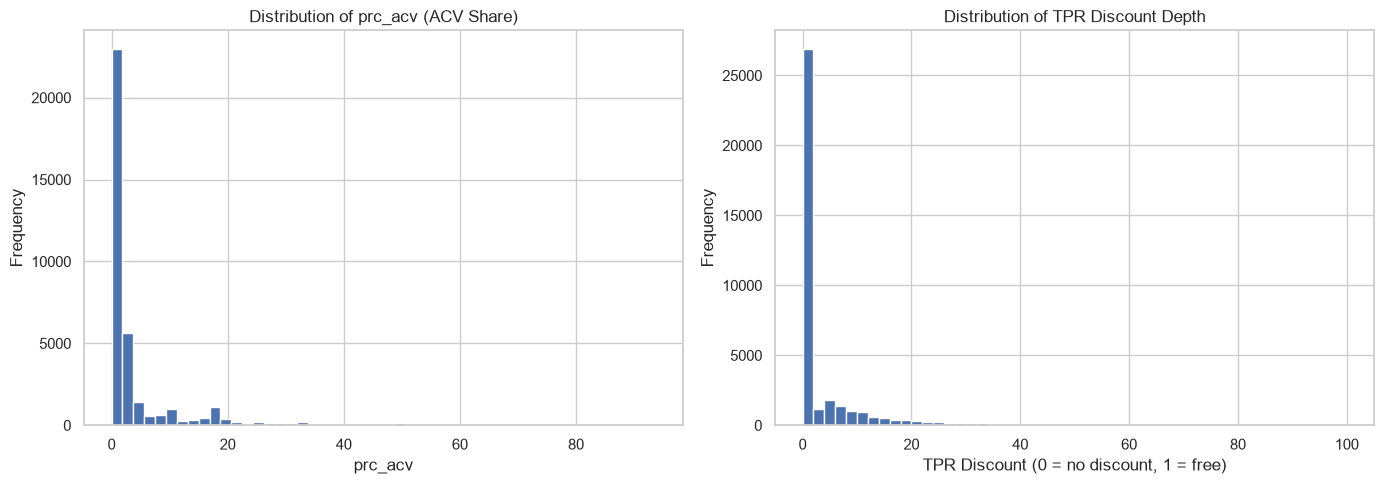 Distribution of prc_acv (ACV Share)
Frequency
20000
15000
10000
5000
0
0 20 40 60 80
prc_acv
Distribution of TPR Discount Depth
Frequency
25000
20000
15000
10000
5000
0
0 20 40 60 80 100
TPR Discount (0 = no discount, 1 = free)